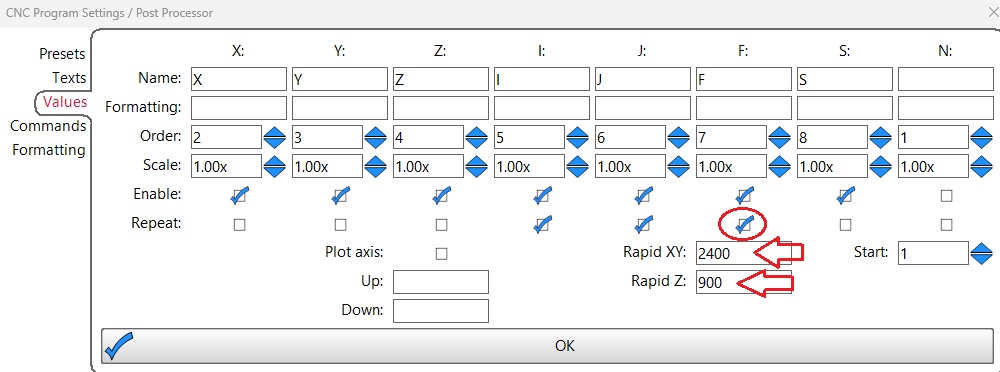 CNC Program Settings / Post Processor
Presets
Texts
Values
Commands
Formatting
X: Y: Z: I: J: F: S: N:
Name: X Y Z I J F S
Formatting:
Order: 2 3 4 5 6 7 8 1
Scale: 1.00x 1.00x 1.00x 1.00x 1.00x 1.00x 1.00x 1.00x
Enable:
Repeat:
Plot axis: Rapid XY: 2400 Start: 1
Up: Rapid Z: 900
Down:
OK